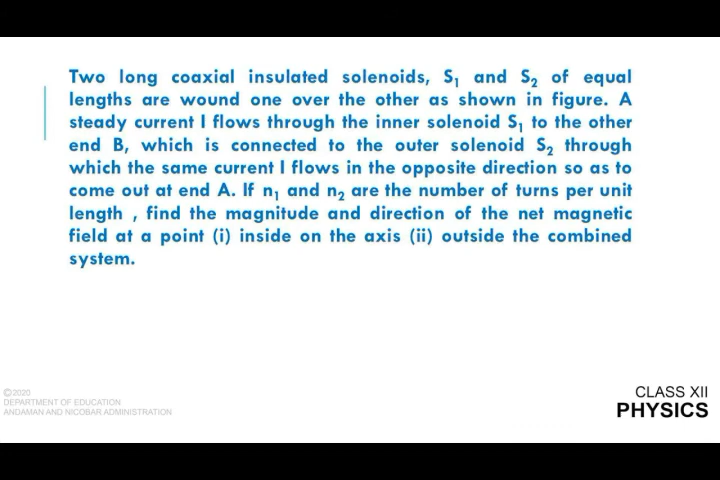 Two long coaxial insulated solenoids, S₁ and S₂ of equal
lengths are wound one over the other as shown in figure. A
steady current I flows through the inner solenoid S₁ to the other
end B, which is connected to the outer solenoid S₂ through
which the same current I flows in the opposite direction so as to
come out at end A. If n₁ and n₂ are the number of turns per unit
length , find the magnitude and direction of the net magnetic
field at a point (i) inside on the axis (ii) outside the combined
system.
©2020
DEPARTMENT OF EDUCATION
ANDAMAN AND NICOBAR ADMINISTRATION
CLASS XII
PHYSICS